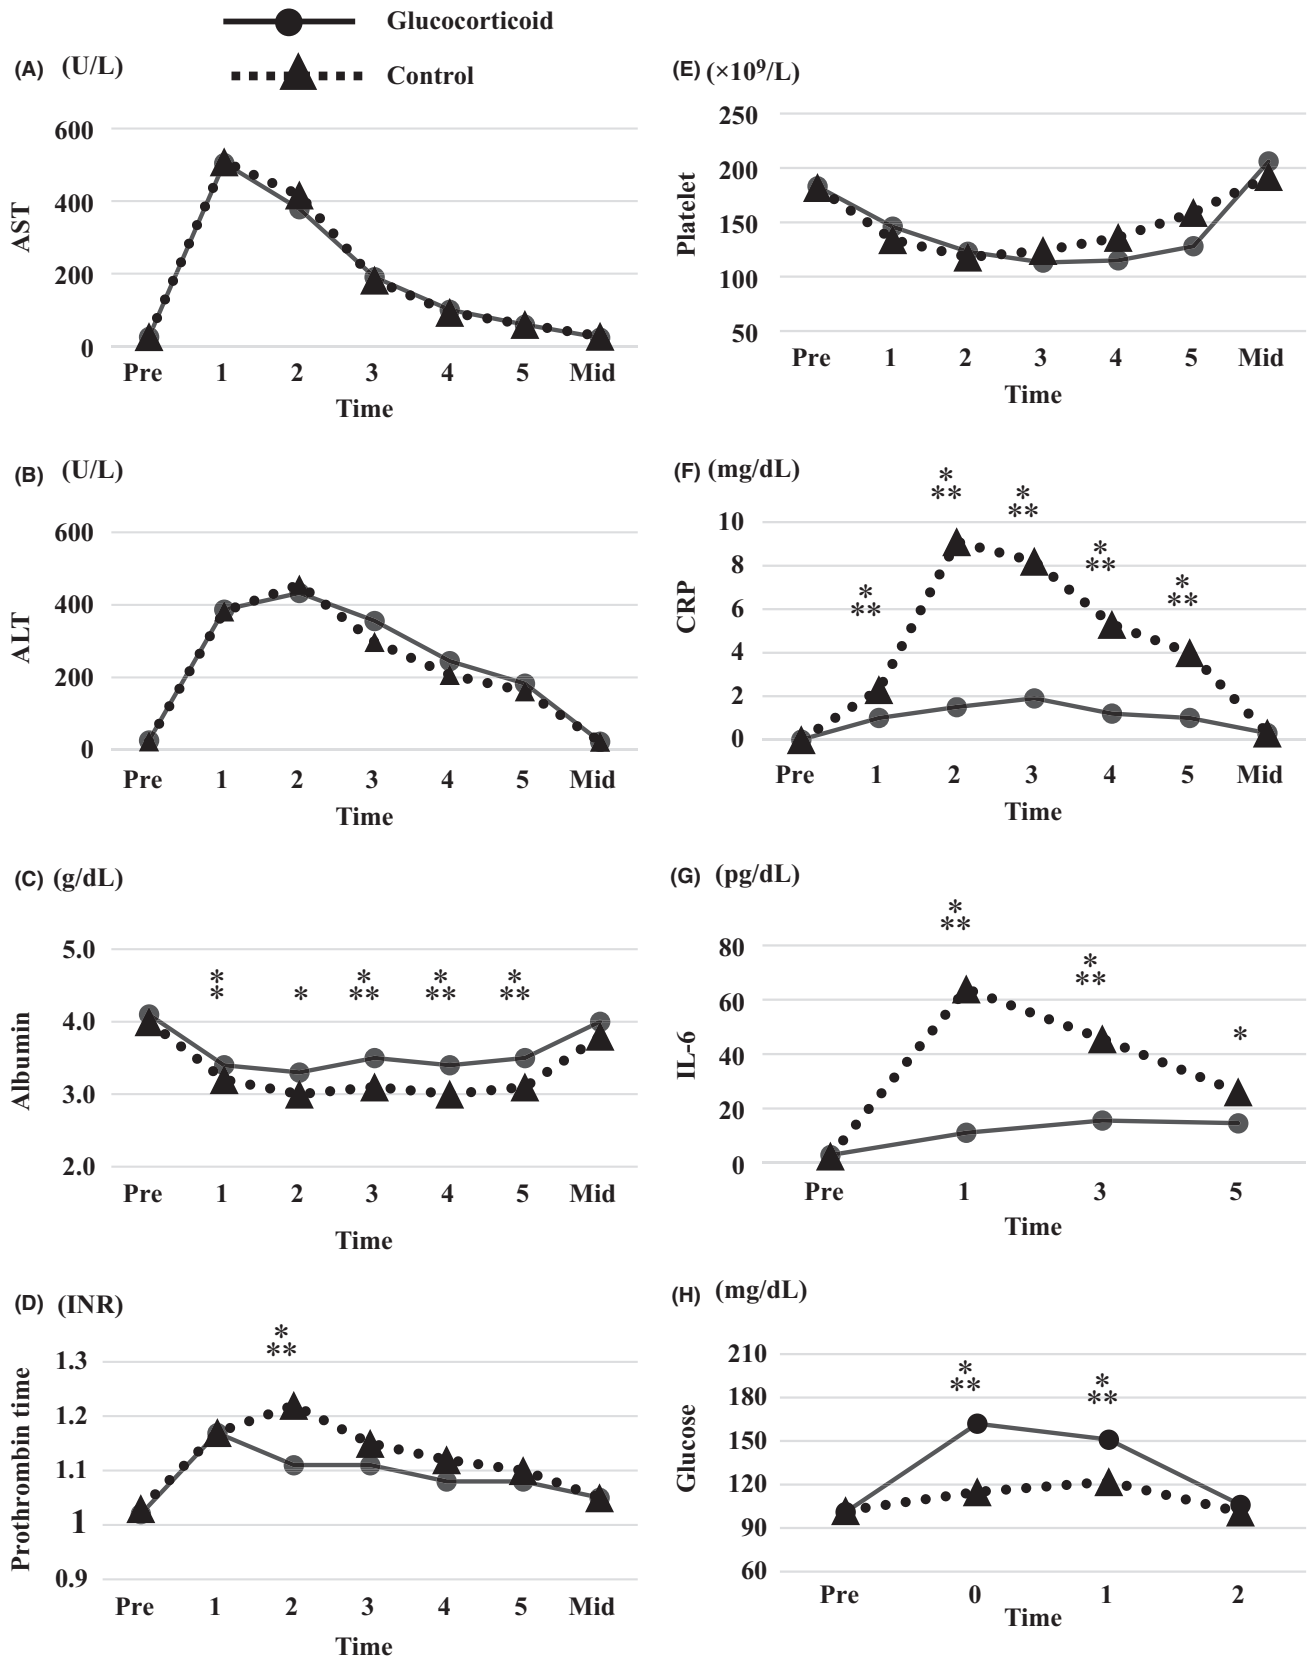 Glucocorticoid
Control
(A) (U/L)
600
400
200
0
AST
Pre 1 2 3 4 5 Mid
Time
(B) (U/L)
600
400
200
0
ALT
Pre 1 2 3 4 5 Mid
Time
(C) (g/dL)
5.0
4.0
3.0
2.0
Albumin
* * * * *
* ** ** **
Pre 1 2 3 4 5 Mid
Time
(D) (INR)
1.3
1.2
1.1
1
0.9
Prothrombin time
*
**
Pre 1 2 3 4 5 Mid
Time
(E) (×10⁹/L)
250
200
150
100
50
Platelet
Pre 1 2 3 4 5 Mid
Time
(F) (mg/dL)
10
8
6
4
2
0
CRP
* * * * *
** ** ** ** **
Pre 1 2 3 4 5 Mid
Time
(G) (pg/dL)
80
60
40
20
0
IL-6
* * *
** **
Pre 1 3 5
Time
(H) (mg/dL)
210
180
150
120
90
60
Glucose
* *
** **
Pre 0 1 2
Time